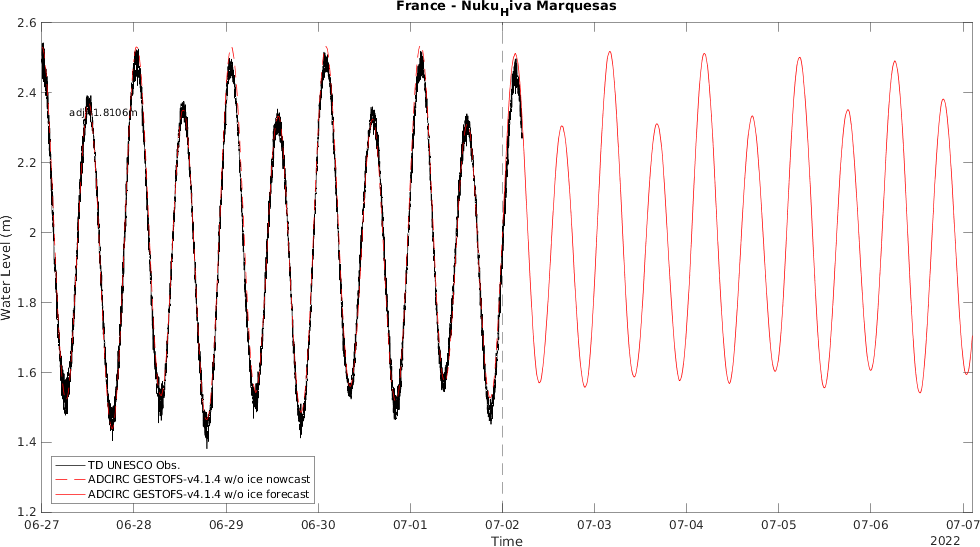 France - Nuku_Hiva Marquesas
2.6
2.4
adj 1.8106m
2.2
2
1.8
1.6
1.4
1.2
Water Level (m)
TD UNESCO Obs.
ADCIRC GESTOFS-v4.1.4 w/o ice nowcast
ADCIRC GESTOFS-v4.1.4 w/o ice forecast
06-27 06-28 06-29 06-30 07-01 07-02 07-03 07-04 07-05 07-06 07-07
Time
2022